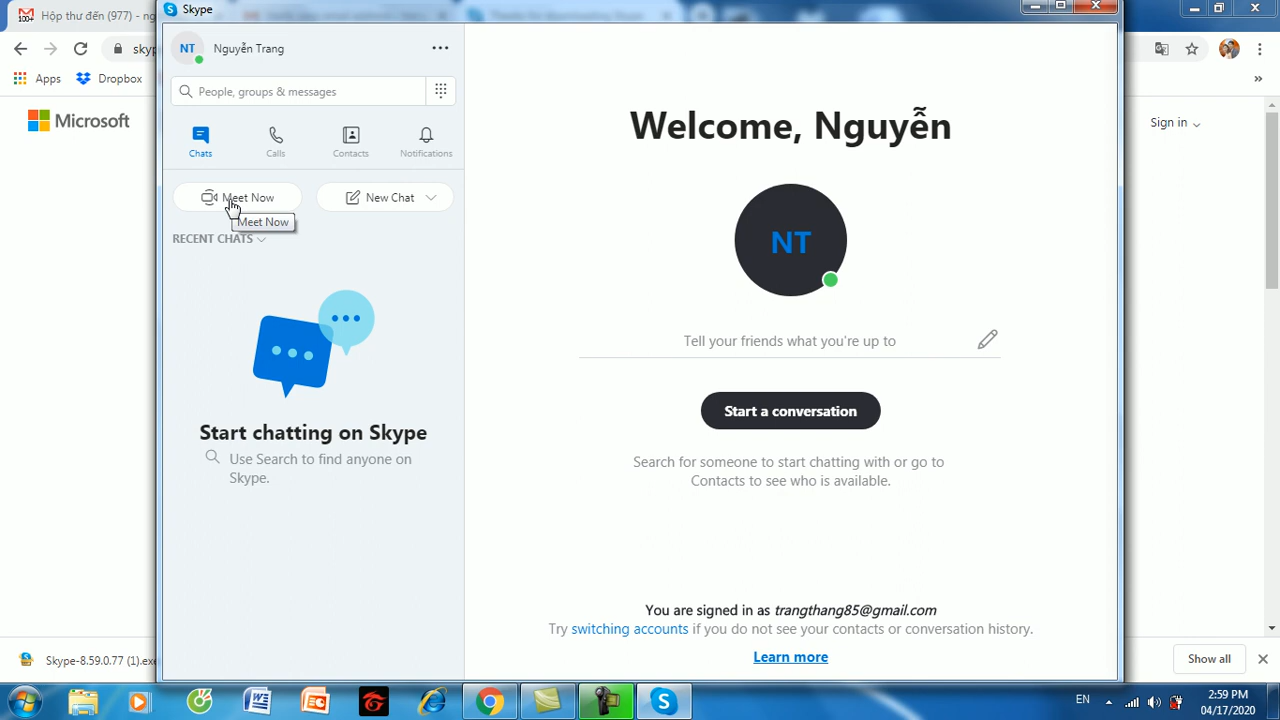 Hộp thư đến (977) - n
Skype
skyp
Apps
Dropbox
Microsoft
Sign in
NT
Nguyễn Trang
People, groups & messages
Chats
Calls
Contacts
Notifications
Meet Now
New Chat
Meet Now
RECENT CHATS
Start chatting on Skype
Use Search to find anyone on
Skype.
Welcome, Nguyễn
NT
Tell your friends what you're up to
Start a conversation
Search for someone to start chatting with or go to
Contacts to see who is available.
You are signed in as trangthang85@gmail.com
Try switching accounts if you do not see your contacts or conversation history.
Learn more
Skype-8.59.0.77 (1).exe
Show all
EN
2:59 PM
04/17/2020